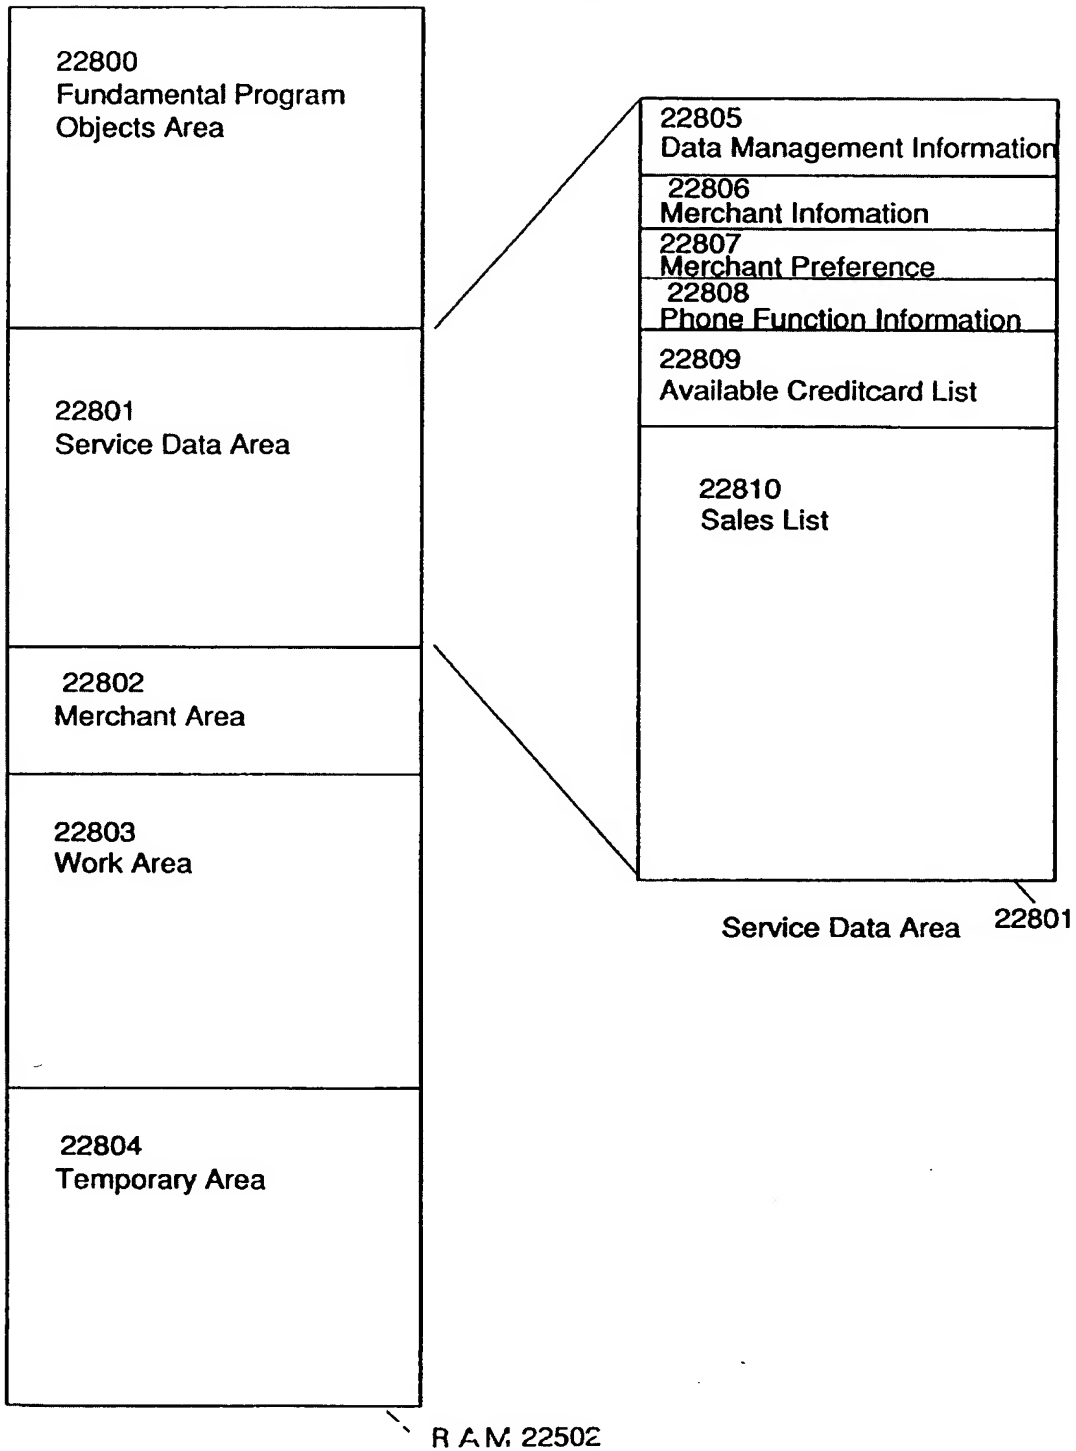 22800
Fundamental Program
Objects Area
22801
Service Data Area
22802
Merchant Area
22803
Work Area
22804
Temporary Area
RAM 22502
22805
Data Management Information
22806
Merchant Infomation
22807
Merchant Preference
22808
Phone Function Information
22809
Available Creditcard List
22810
Sales List
Service Data Area 22801